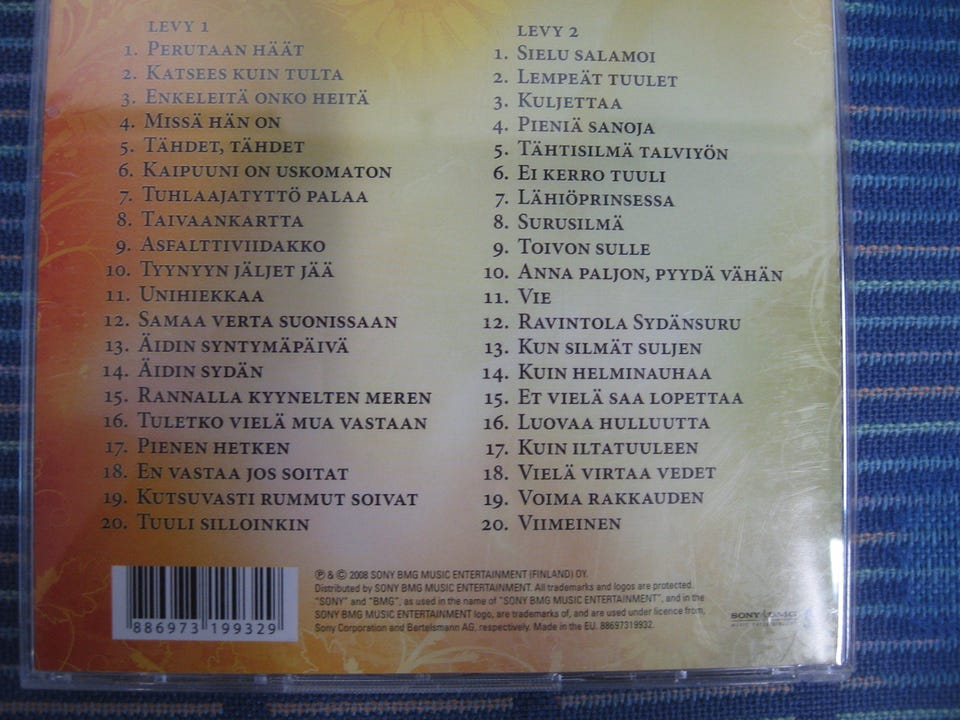 LEVY 1
1. PERUTAAN HÄÄT
2. KATSEES KUIN TULTA
3. ENKELEITÄ ONKO HEITÄ
4. MISSÄ HÄN ON
5. TÄHDET, TÄHDET
6. KAIPUUNI ON USKOMATON
7. TUHLAAJATYTTÖ PALAA
8. TAIVAANKARTTA
9. ASFALTTIVIIDAKKO
10. TYYNYYN JÄLJET JÄÄ
11. UNIHIEKKAA
12. SAMAA VERTA SUONISSAAN
13. ÄIDIN SYNTYMÄPÄIVÄ
14. ÄIDIN SYDÄN
15. RANNALLA KYYNELTEN MEREN
16. TULETKO VIELÄ MUA VASTAAN
17. PIENEN HETKEN
18. EN VASTAA JOS SOITAT
19. KUTSUVASTI RUMMUT SOIVAT
20. TUULI SILLOINKIN
LEVY 2
1. SIELU SALAMOI
2. LEMPEÄT TUULET
3. KULJETTAA
4. PIENIÄ SANOJA
5. TÄHTISILMÄ TALVIYÖN
6. EI KERRO TUULI
7. LÄHIÖPRINSESSA
8. SURUSILMÄ
9. TOIVON SULLE
10. ANNA PALJON, PYYDÄ VÄHÄN
11. VIE
12. RAVINTOLA SYDÄNSURU
13. KUN SILMÄT SULJEN
14. KUIN HELMINAUHAA
15. ET VIELÄ SAA LOPETTAA
16. LUOVAA HULLUUTTA
17. KUIN ILTATUULEEN
18. VIELÄ VIRTAA VEDET
19. VOIMA RAKKAUDEN
20. VIIMEINEN
8 86973 19932 9
℗ & © 2008 SONY BMG MUSIC ENTERTAINMENT (FINLAND) OY.
Distributed by SONY BMG MUSIC ENTERTAINMENT. All trademarks and logos are protected.
"SONY" and "BMG", as used in the name of "SONY BMG MUSIC ENTERTAINMENT", and in the
SONY BMG MUSIC ENTERTAINMENT logo, are trademarks of, and are used under licence from,
Sony Corporation and Bertelsmann AG, respectively. Made in the EU. 88697319932.
SONY BMG
MUSIC ENTERTAINMENT